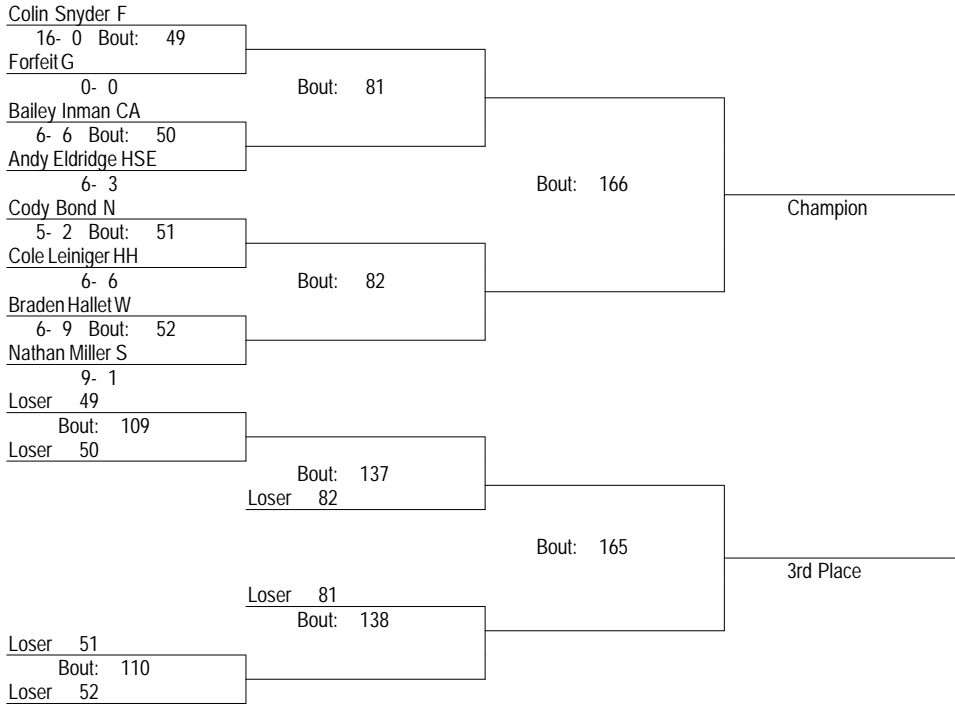 Colin Snyder F
16- 0 Bout: 49
Forfeit G
0- 0
Bout: 81
Bailey Inman CA
6- 6 Bout: 50
Andy Eldridge HSE
6- 3
Bout: 166
Cody Bond N
Champion
5- 2 Bout: 51
Cole Leiniger HH
6- 6
Bout: 82
Braden Hallet W
6- 9 Bout: 52
Nathan Miller S
9- 1
Loser 49
Bout: 109
Loser 50
Bout: 137
Loser 82
Bout: 165
3rd Place
Loser 81
Bout: 138
Loser 51
Bout: 110
Loser 52